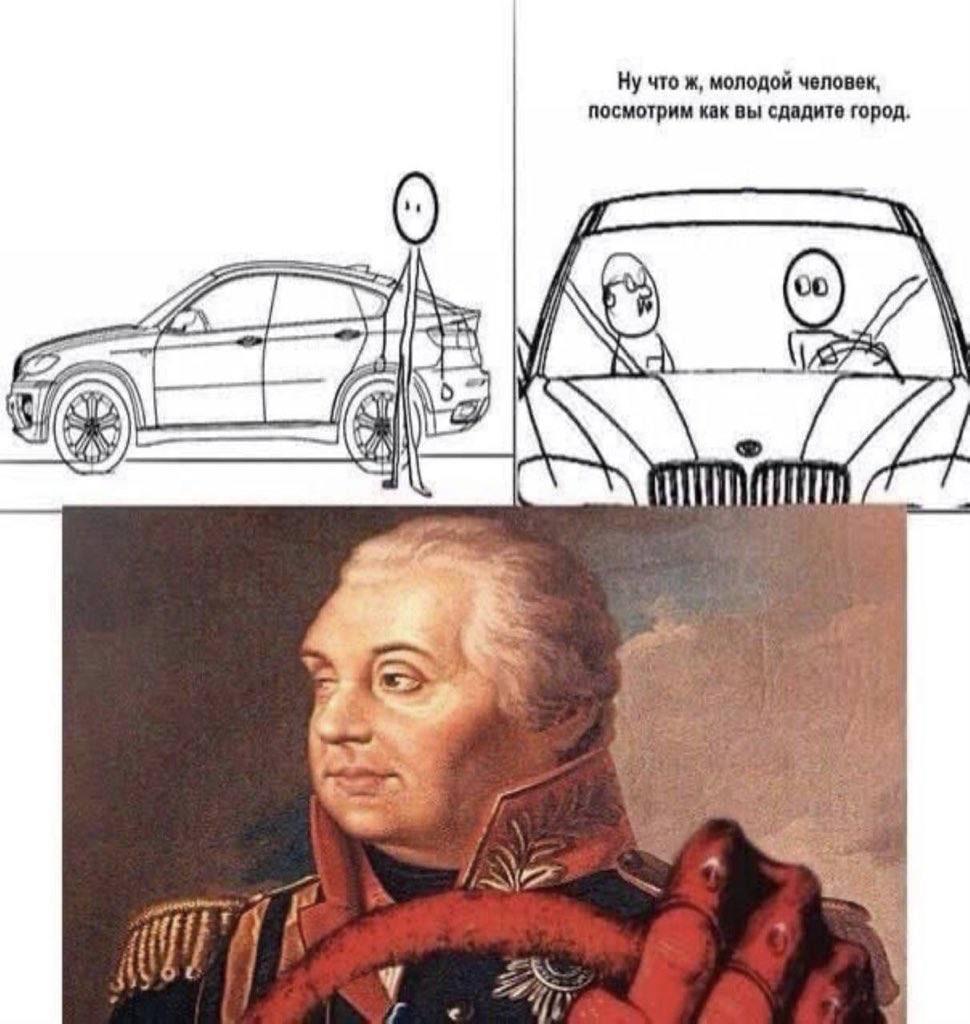 Ну что ж, молодой человек,
посмотрим как вы сдадите город.